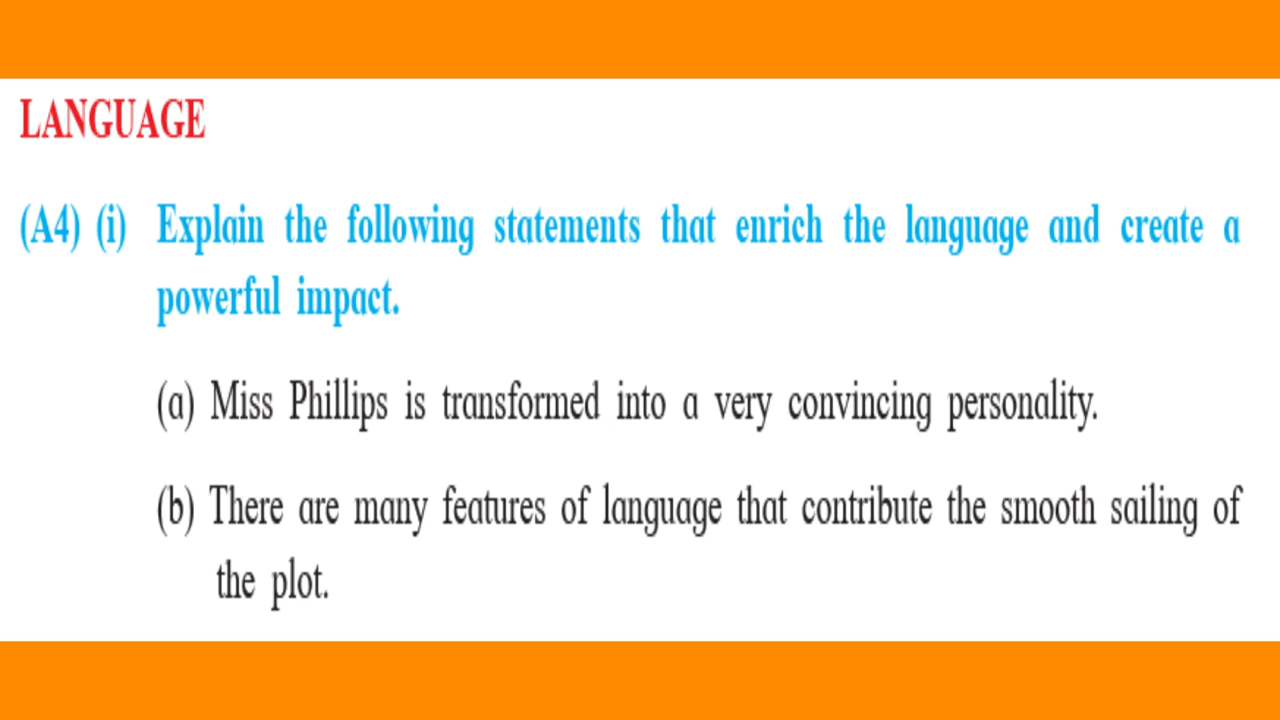 LANGUAGE
(A4) (i) Explain the following statements that enrich the language and create a
powerful impact.
(a) Miss Phillips is transformed into a very convincing personality.
(b) There are many features of language that contribute the smooth sailing of
the plot.